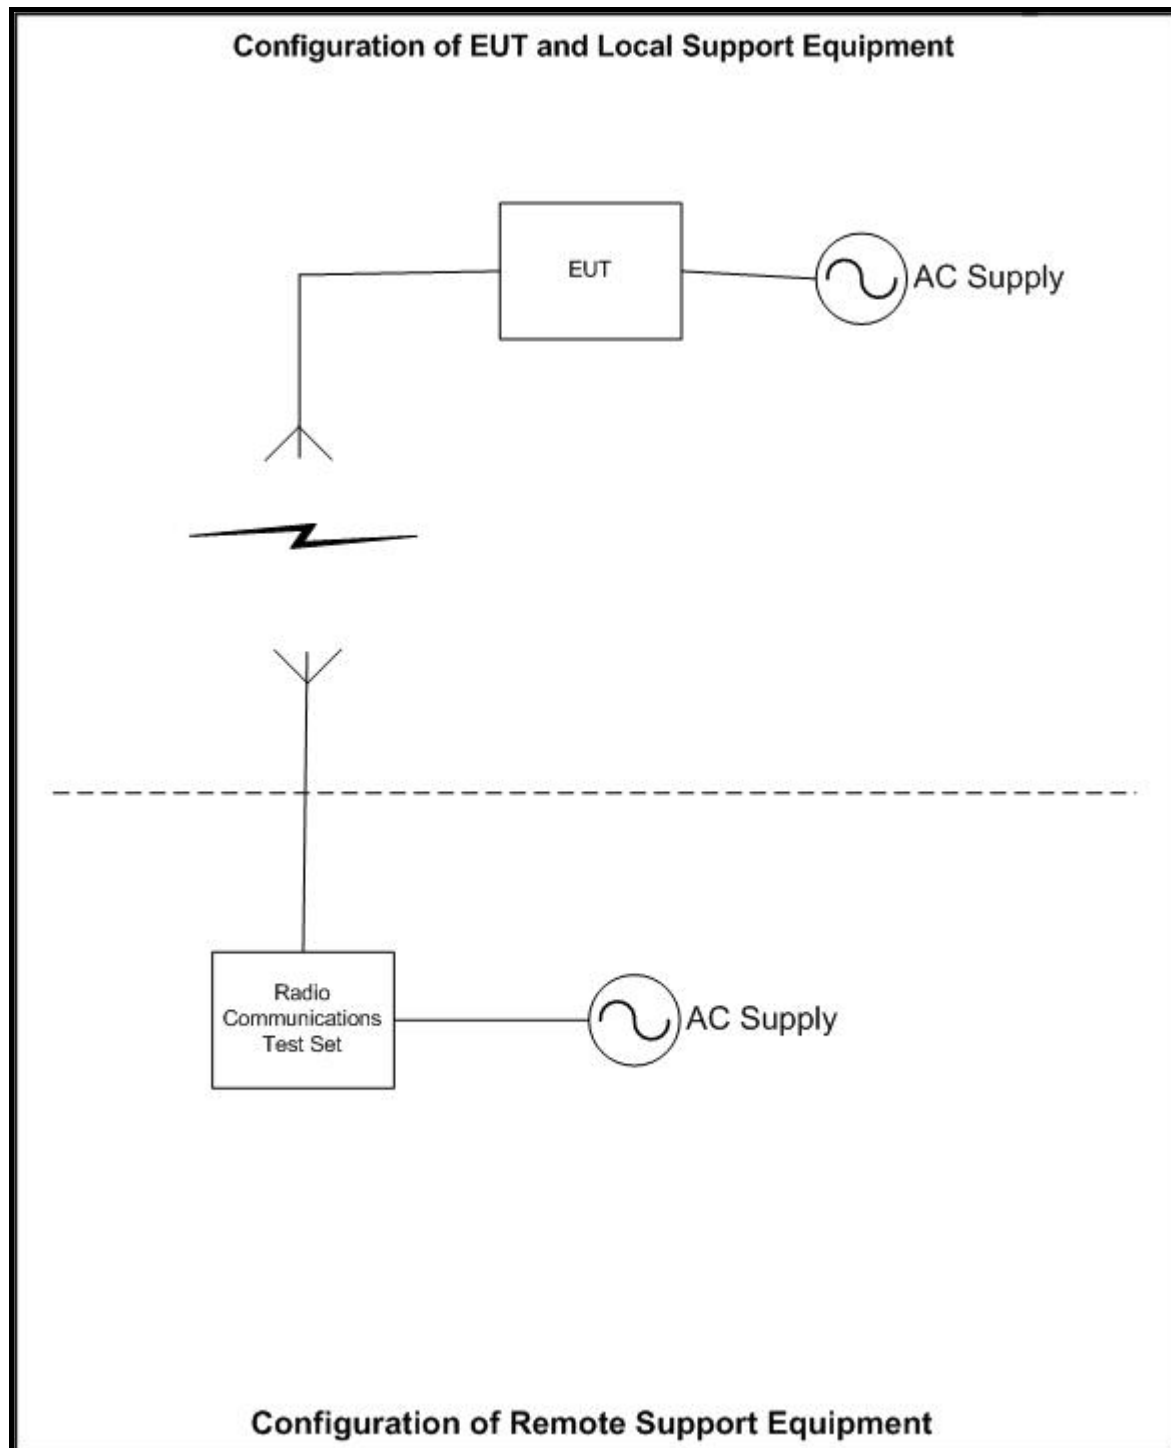 Configuration of EUT and Local Support Equipment
EUT
AC Supply
Radio
Communications
Test Set
AC Supply
Configuration of Remote Support Equipment